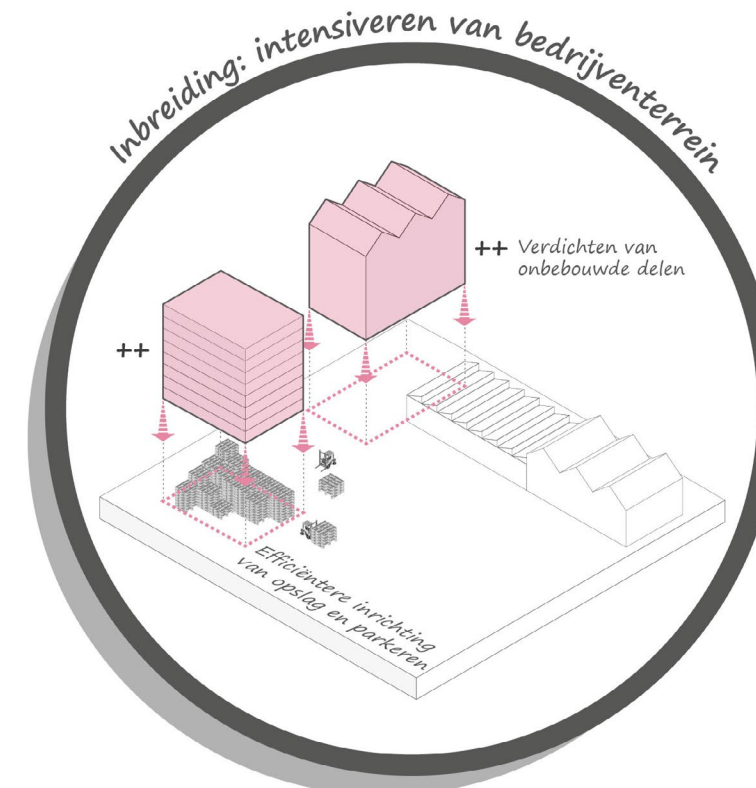 Inbreiding: intensiveren van bedrijventerrein
++ Verdichten van
onbebouwde delen
++
Efficiëntere inrichting
van opslag en parkeren